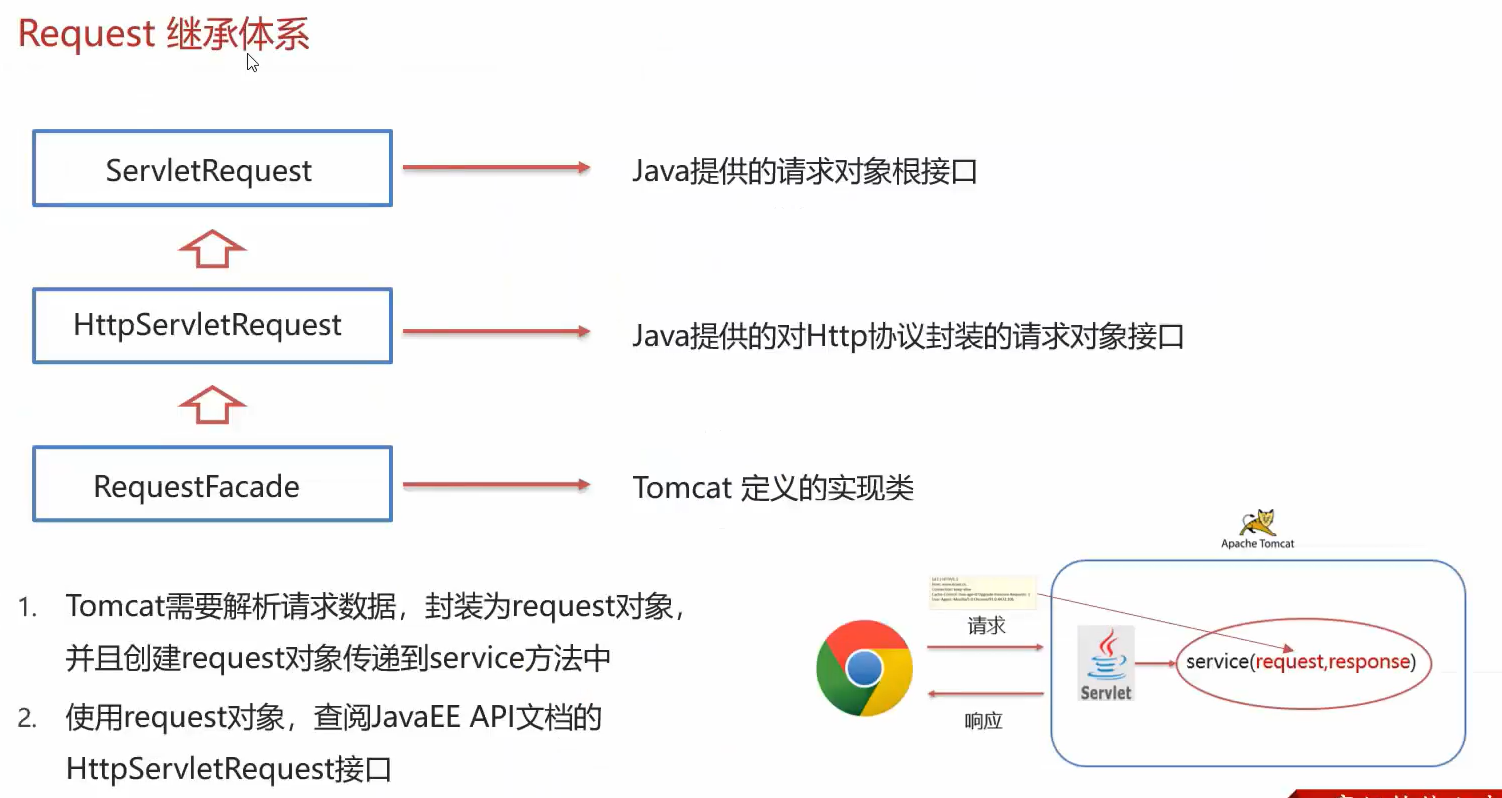 Request 继承体系
ServletRequest
Java提供的请求对象根接口
HttpServletRequest
Java提供的对Http协议封装的请求对象接口
RequestFacade
Tomcat 定义的实现类
1. Tomcat需要解析请求数据，封装为request对象，
并且创建request对象传递到service方法中
2. 使用request对象，查阅JavaEE API文档的
HttpServletRequest接口
Apache Tomcat
请求
响应
Servlet
service(request,response)